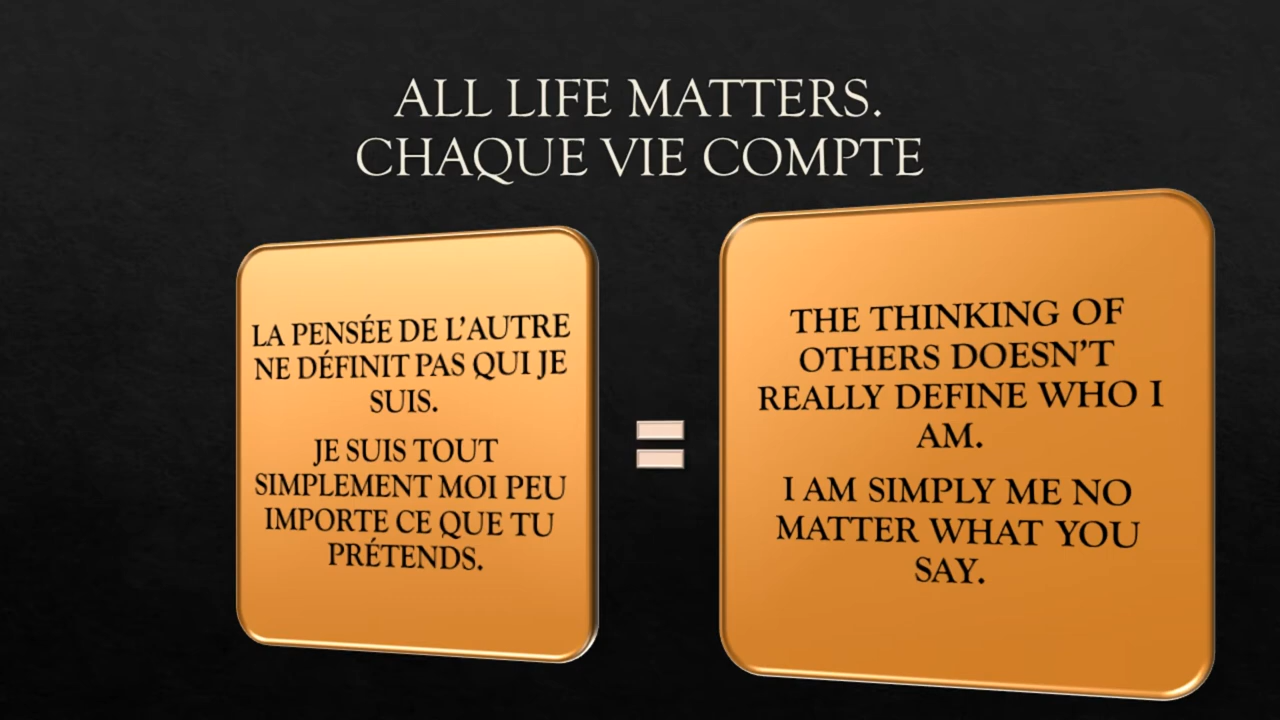 ALL LIFE MATTERS.
CHAQUE VIE COMPTE
LA PENSÉE DE L'AUTRE
NE DÉFINIT PAS QUI JE
SUIS.
JE SUIS TOUT
SIMPLEMENT MOI PEU
IMPORTE CE QUE TU
PRÉTENDS.
=
THE THINKING OF
OTHERS DOESN'T
REALLY DEFINE WHO I
AM.
I AM SIMPLY ME NO
MATTER WHAT YOU
SAY.